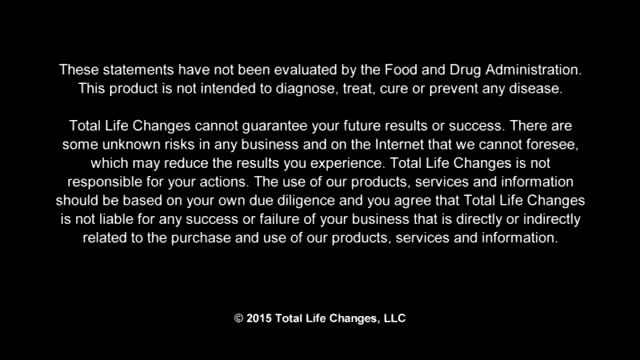 These statements have not been evaluated by the Food and Drug Administration.
This product is not intended to diagnose, treat, cure or prevent any disease.
Total Life Changes cannot guarantee your future results or success. There are
some unknown risks in any business and on the Internet that we cannot foresee,
which may reduce the results you experience. Total Life Changes is not
responsible for your actions. The use of our products, services and information
should be based on your own due diligence and you agree that Total Life Changes
is not liable for any success or failure of your business that is directly or indirectly
related to the purchase and use of our products, services and information.
© 2015 Total Life Changes, LLC